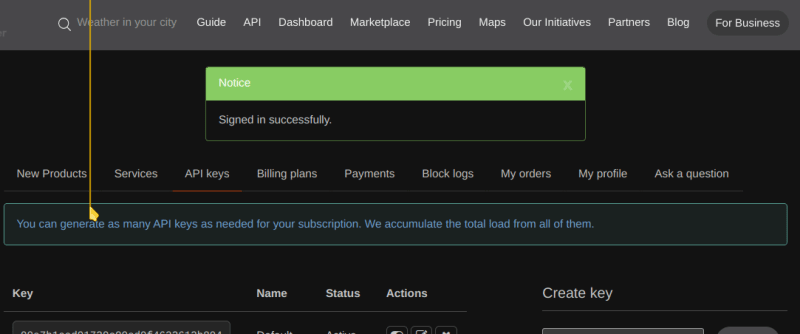 er
Weather in your city
Guide
API
Dashboard
Marketplace
Pricing
Maps
Our Initiatives
Partners
Blog
For Business
Notice
x
Signed in successfully.
New Products
Services
API keys
Billing plans
Payments
Block logs
My orders
My profile
Ask a question
You can generate as many API keys as needed for your subscription. We accumulate the total load from all of them.
Key
Name
Status
Actions
Create key
Default
Active